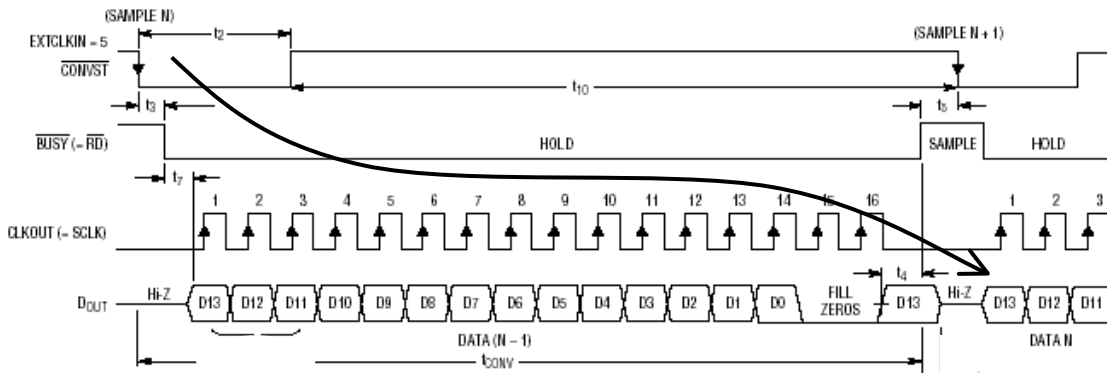 (SAMPLE N)
t2
(SAMPLE N + 1)
EXTCLKIN = 5
CONVST
t10
t3
t5
BUSY (= RD)
HOLD
SAMPLE
HOLD
t7
1 2 3 4 5 6 7 8 9 10 11 12 13 14 15 16 1 2 3
CLKOUT (= SCLK)
t4
DOUT
Hi-Z
D13 D12 D11 D10 D9 D8 D7 D6 D5 D4 D3 D2 D1 D0
FILL
ZEROS
D13
Hi-Z
D13 D12 D11
DATA (N – 1)
DATA N
tCONV